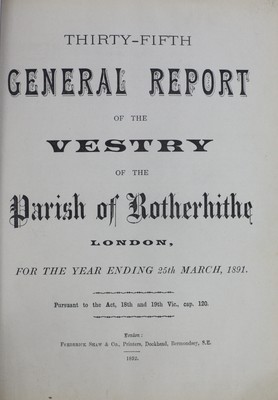 THIRTY-FIFTH
GENERAL REPORT
OF THE
VESTRY
OF THE
Parish of Rotherhithe
LONDON,
FOR THE YEAR ENDING 25th MARCH, 1891.
Pursuant to the Act, 18th and 19th Vic., cap. 120.
London:
FREDERICK SHAW & Co., Printers, Dockhead, Bermondsey, S.E.
1892.